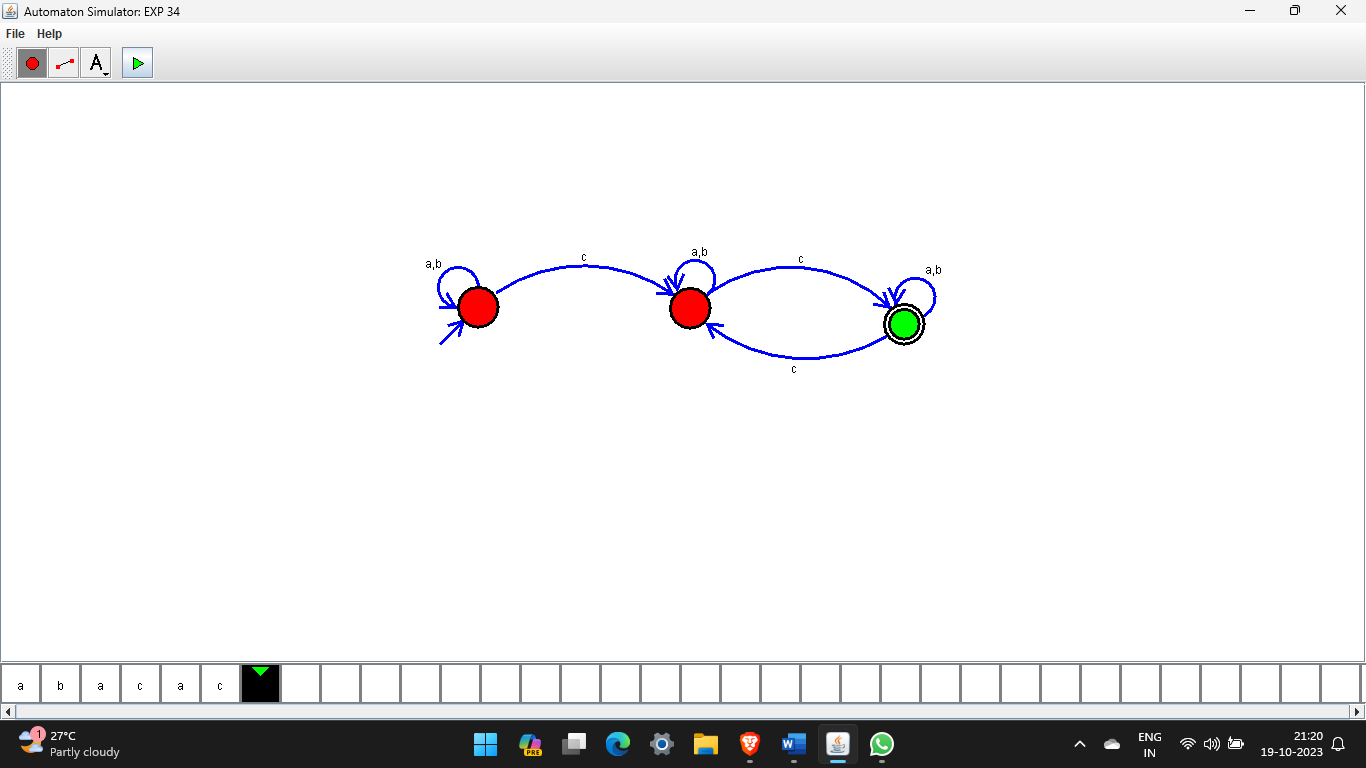 Automaton Simulator: EXP 34
File Help
A
a,b
c
a,b
c
a,b
c
a b a c a c
1
27°C
Partly cloudy
PRE
W
ENG
IN
21:20
19-10-2023